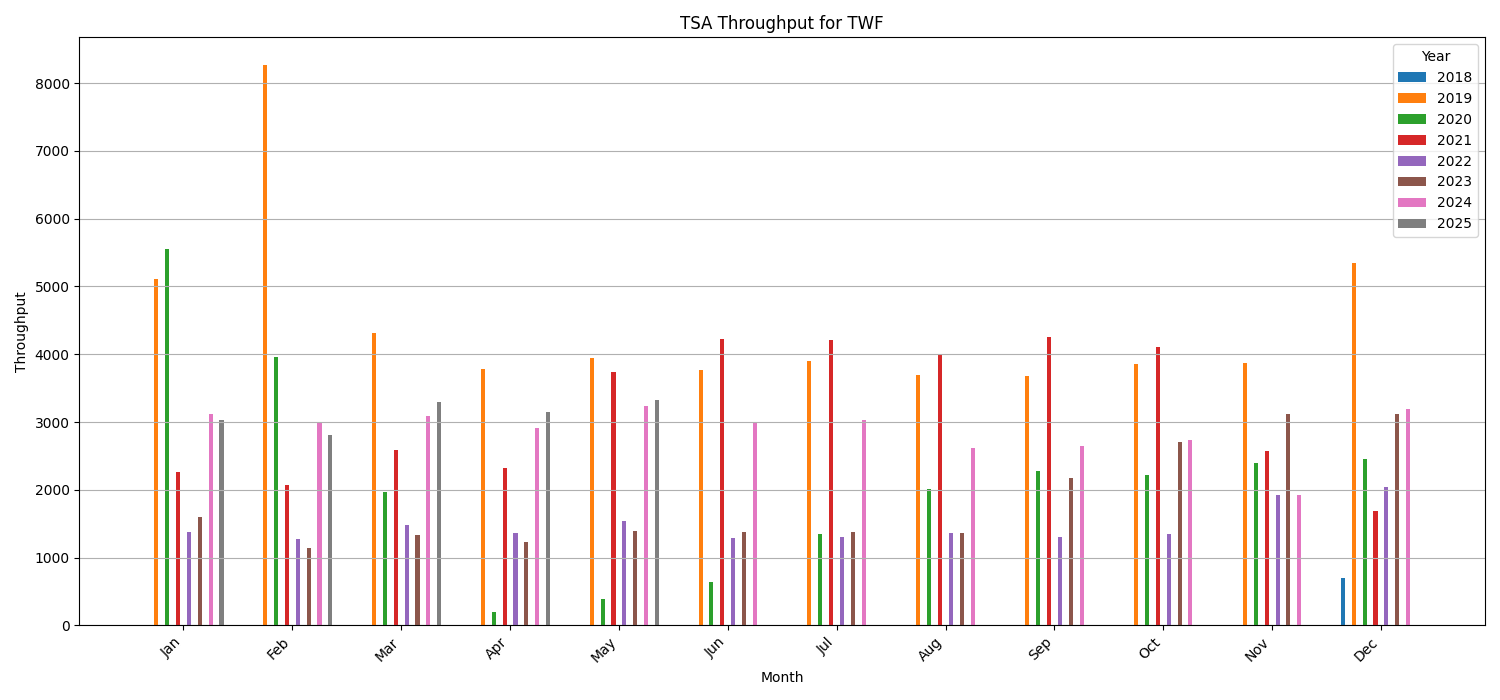 TSA Throughput for TWF
Year
2018
2019
2020
2021
2022
2023
2024
2025
Throughput
8000
7000
6000
5000
4000
3000
2000
1000
0
Jan
Feb
Mar
Apr
May
Jun
Jul
Aug
Sep
Oct
Nov
Dec
Month